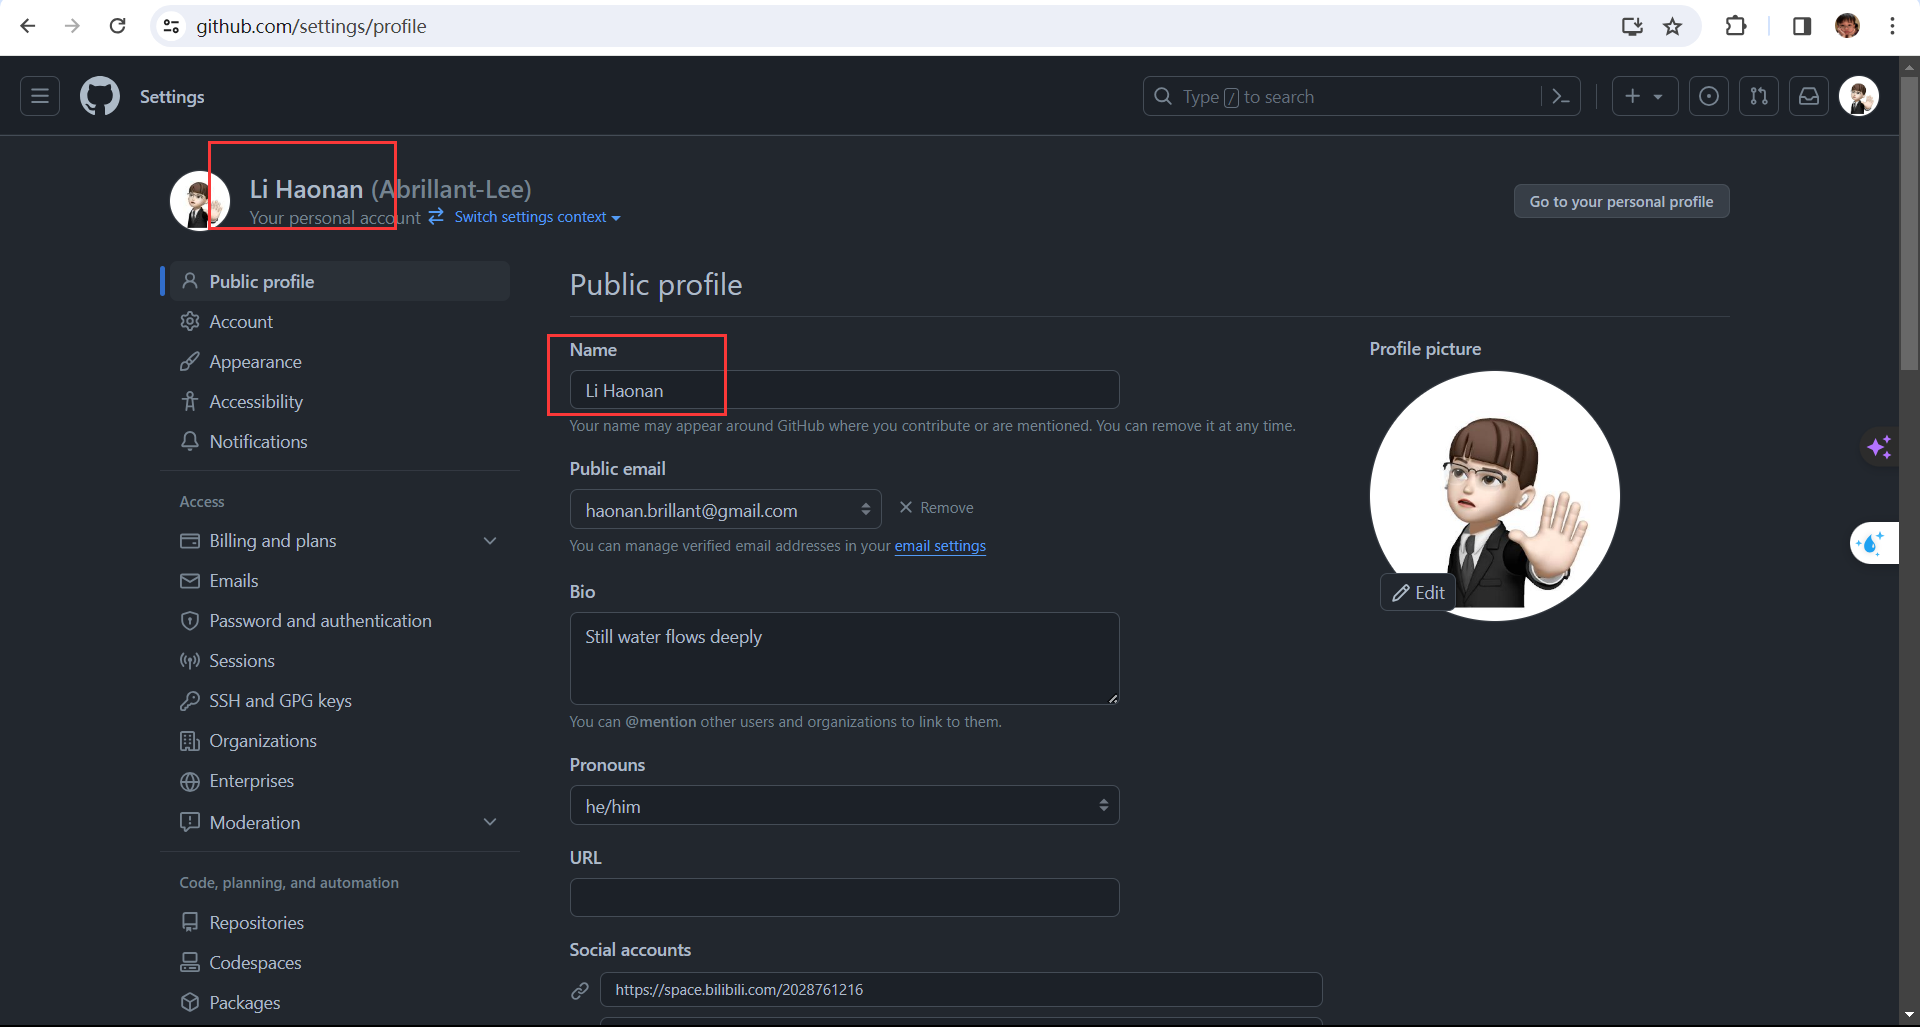 github.com/settings/profile
Settings
Type / to search
Li Haonan (Abrillant-Lee)
Your personal account Switch settings context
Go to your personal profile
Public profile
Account
Appearance
Accessibility
Notifications
Access
Billing and plans
Emails
Password and authentication
Sessions
SSH and GPG keys
Organizations
Enterprises
Moderation
Code, planning, and automation
Repositories
Codespaces
Packages
Public profile
Name
Li Haonan
Your name may appear around GitHub where you contribute or are mentioned. You can remove it at any time.
Public email
haonan.brillant@gmail.com
Remove
You can manage verified email addresses in your email settings
Bio
Still water flows deeply
You can @mention other users and organizations to link to them.
Pronouns
he/him
URL
Social accounts
https://space.bilibili.com/2028761216
Profile picture
Edit